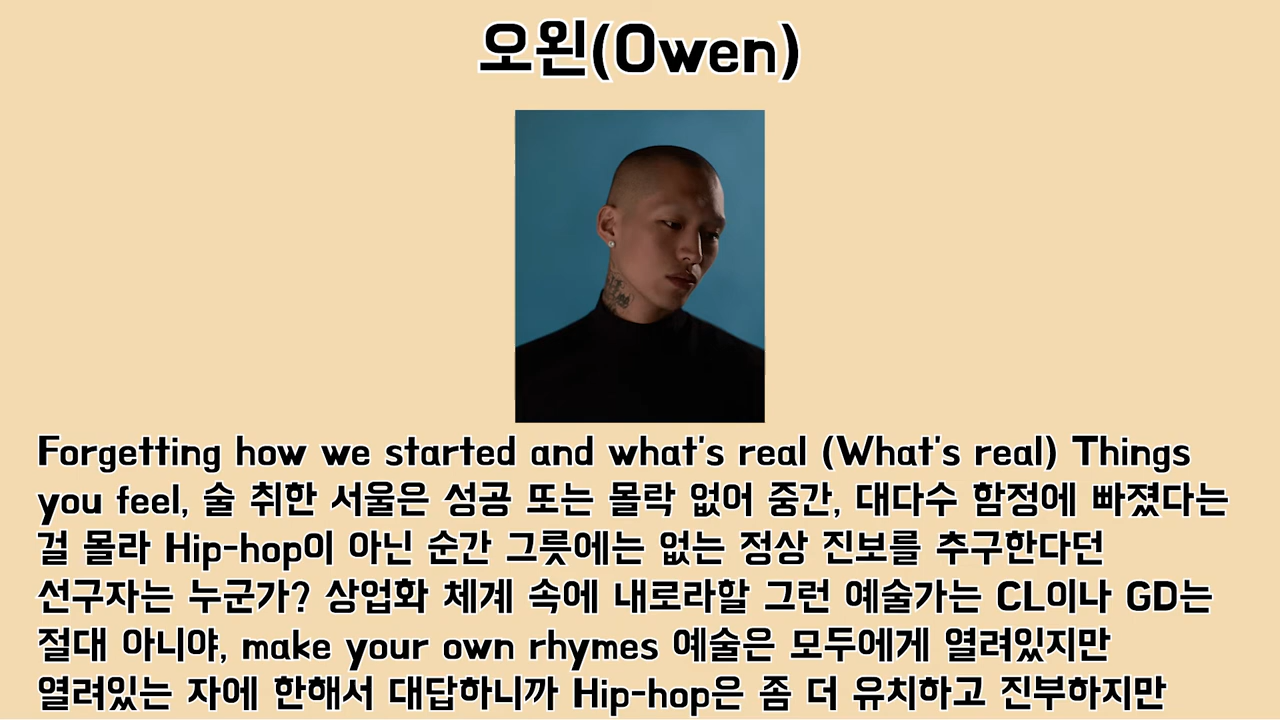 오왼(Owen)
Forgetting how we started and what's real (What's real) Things
you feel, 술 취한 서울은 성공 또는 몰락 없어 중간, 대다수 함정에 빠졌다는
걸 몰라 Hip-hop이 아닌 순간 그릇에는 없는 정상 진보를 추구한다던
선구자는 누군가? 상업화 체계 속에 내로라할 그런 예술가는 CL이나 GD는
절대 아니야, make your own rhymes 예술은 모두에게 열려있지만
열려있는 자에 한해서 대답하니까 Hip-hop은 좀 더 유치하고 진부하지만